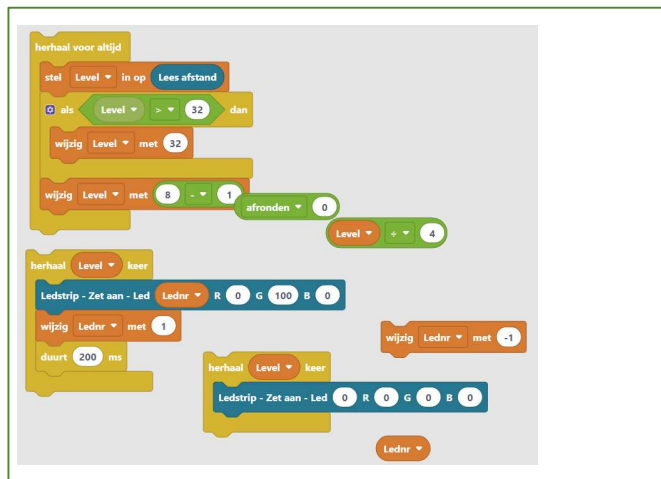 herhaal voor altijd
stel Level in op Lees afstand
als Level > 32 dan
wijzig Level met 32
wijzig Level met 8 - 1
afronden 0
Level ÷ 4
herhaal Level keer
Ledstrip - Zet aan - Led Lednr R 0 G 100 B 0
wijzig Lednr met 1
duurt 200 ms
wijzig Lednr met -1
herhaal Level keer
Ledstrip - Zet aan - Led 0 R 0 G 0 B 0
Lednr